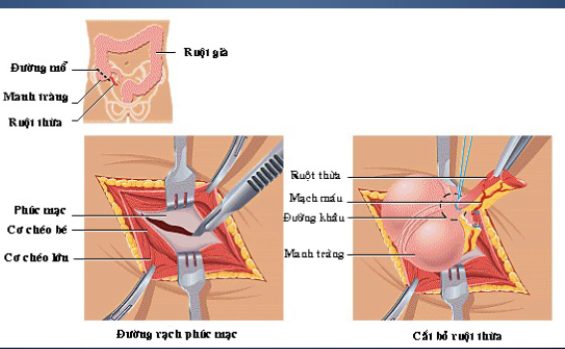 Ruột già
Đường mổ
Manh tràng
Ruột thừa
Phúc mạc
Cơ chéo bé
Cơ chéo lớn
Đường rạch phúc mạc
Ruột thừa
Mạch máu
Đường khâu
Manh tràng
Cắt bỏ ruột thừa